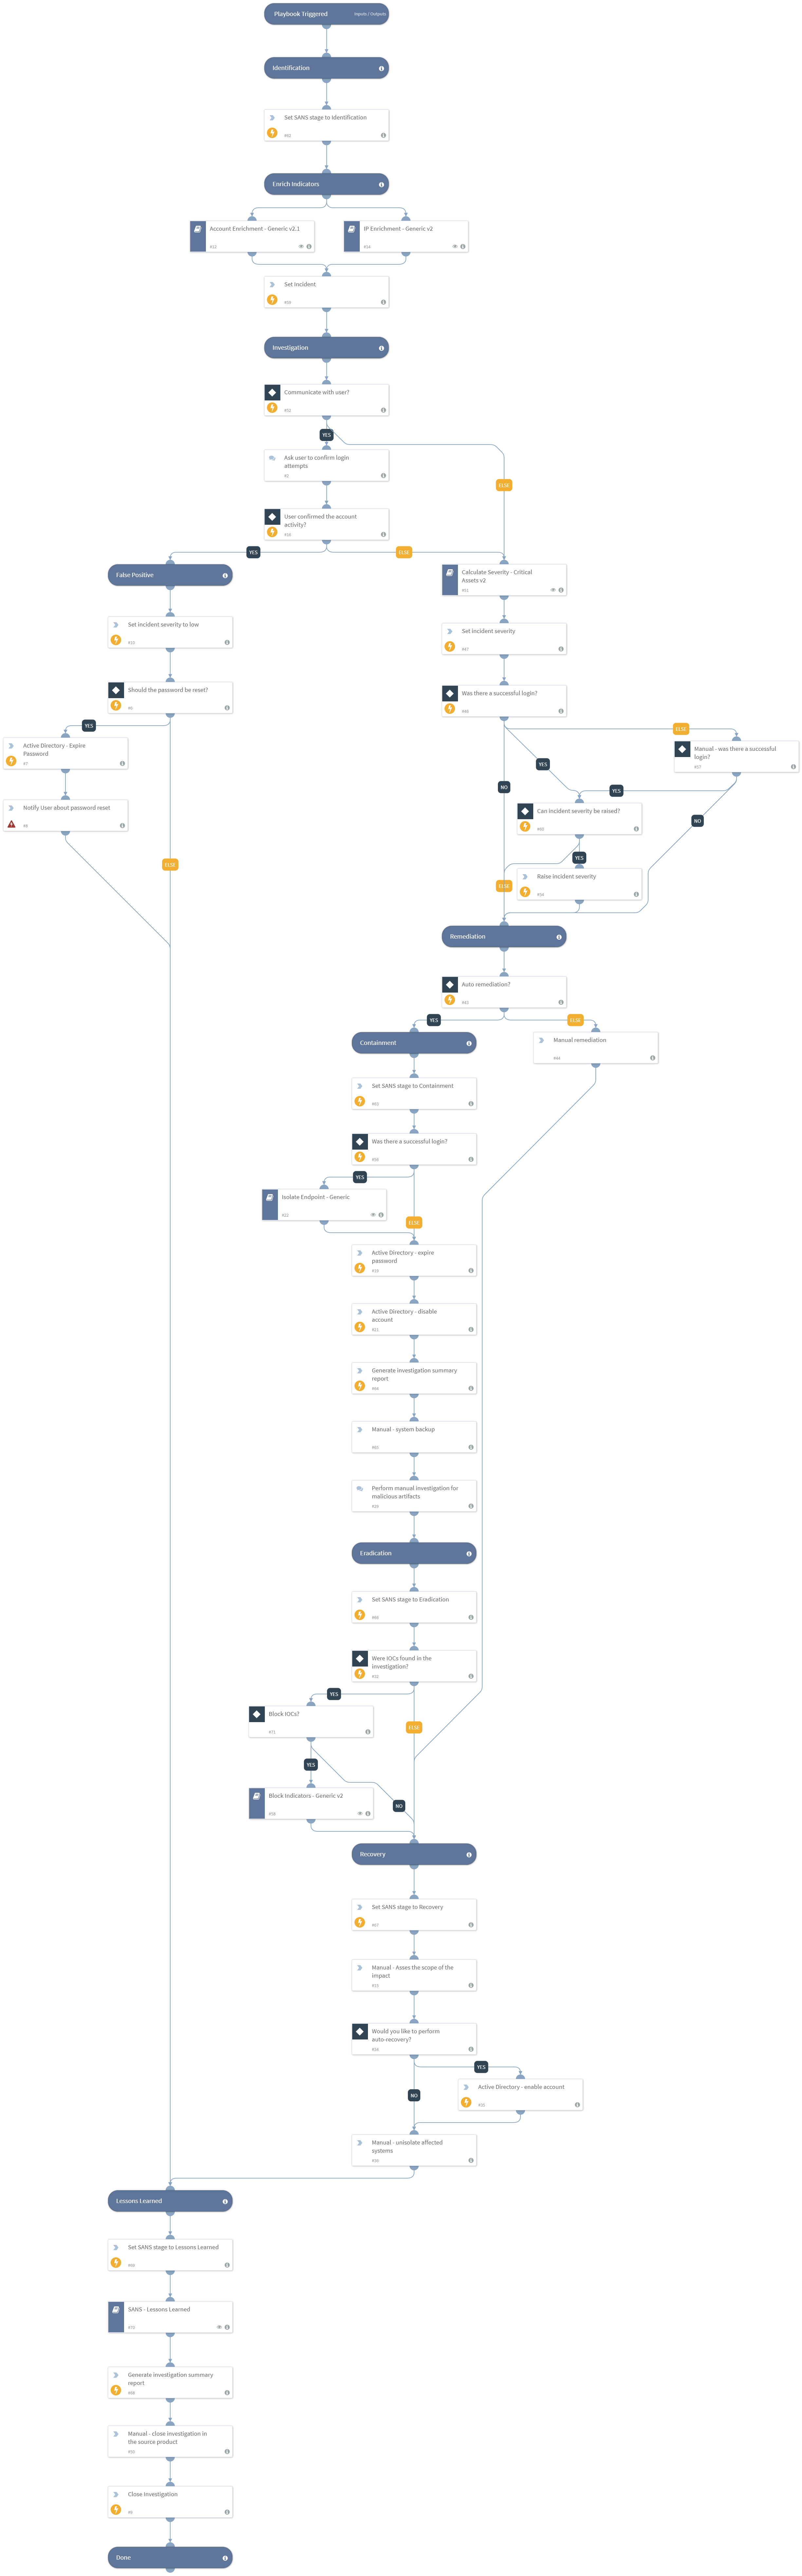 Playbook Triggered
Inputs / Outputs
Identification
Set SANS stage to Identification
#62
Enrich Indicators
Account Enrichment - Generic v2.1
#12
IP Enrichment - Generic v2
#14
Set Incident
#50
Investigation
Communicate with user?
#52
YES
Ask user to confirm login
attempts
#3
ELSE
User confirmed the account
activity?
YES
ELSE
False Positive
Calculate Severity - Critical
Assets v2
Set incident severity to low
Set incident severity
#47
Should the password be reset?
Was there a successful login?
YES
ELSE
Active Directory - Expire
Password
#7
Manual - was there a successful
login?
YES
NO
YES
Notify User about password reset
Can incident severity be raised?
NO
ELSE
YES
Raise incident severity
ELSE
Remediation
Auto remediation?
YES
ELSE
Containment
Manual remediation
Set SANS stage to Containment
Was there a successful login?
YES
Isolate Endpoint - Generic
ELSE
Active Directory - expire
password
Active Directory - disable
account
Generate investigation summary
report
Manual - system backup
Perform manual investigation for
malicious artifacts
Eradication
Set SANS stage to Eradication
Were IOCs found in the
investigation?
YES
Block IOCs?
#71
ELSE
YES
Block Indicators - Generic v2
NO
Recovery
Set SANS stage to Recovery
#67
Manual - Asses the scope of the
impact
Would you like to perform
auto-recovery?
YES
Active Directory - enable account
NO
Manual - unisolate affected
systems
Lessons Learned
Set SANS stage to Lessons Learned
SANS - Lessons Learned
#70
Generate investigation summary
report
Manual - close investigation in
the source product
Close Investigation
Done